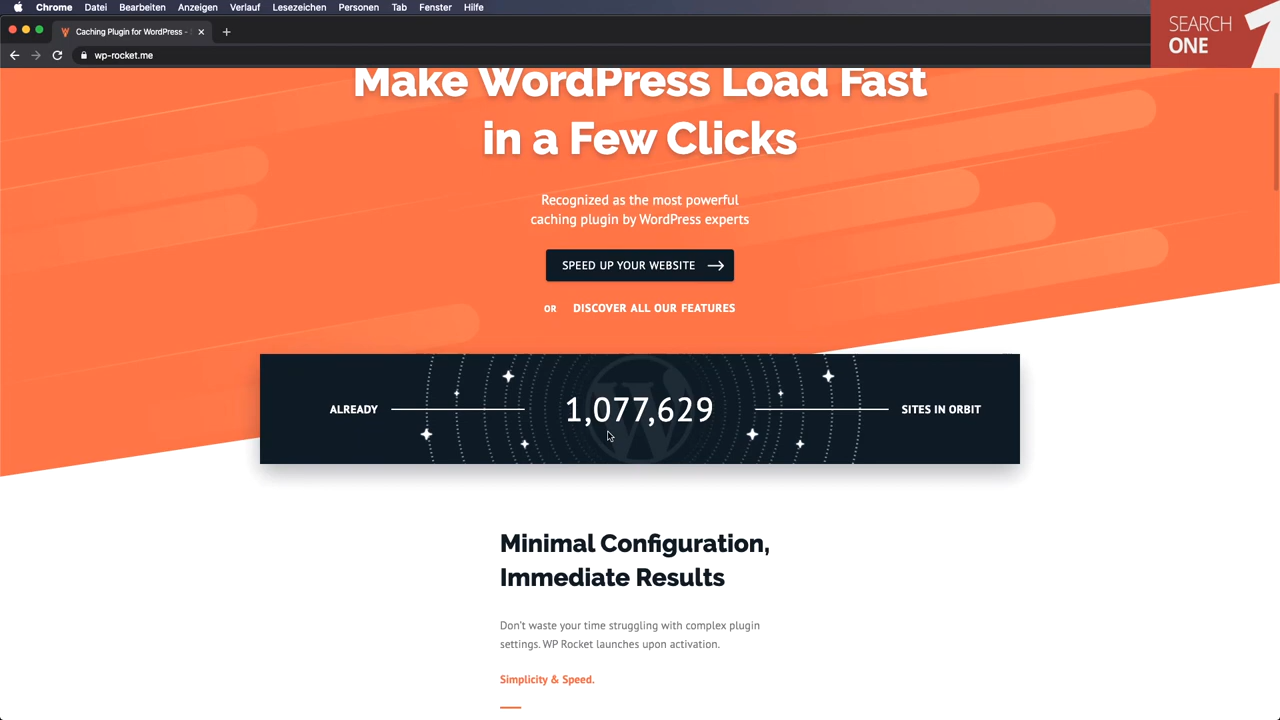 Chrome Datei Bearbeiten Anzeigen Verlauf Lesezeichen Personen Tab Fenster Hilfe
Caching Plugin for WordPress -
wp-rocket.me
SEARCH
ONE
1
Make WordPress Load Fast
in a Few Clicks
Recognized as the most powerful
caching plugin by WordPress experts
SPEED UP YOUR WEBSITE
OR DISCOVER ALL OUR FEATURES
ALREADY 1,077,629 SITES IN ORBIT
Minimal Configuration,
Immediate Results
Don't waste your time struggling with complex plugin
settings. WP Rocket launches upon activation.
Simplicity & Speed.